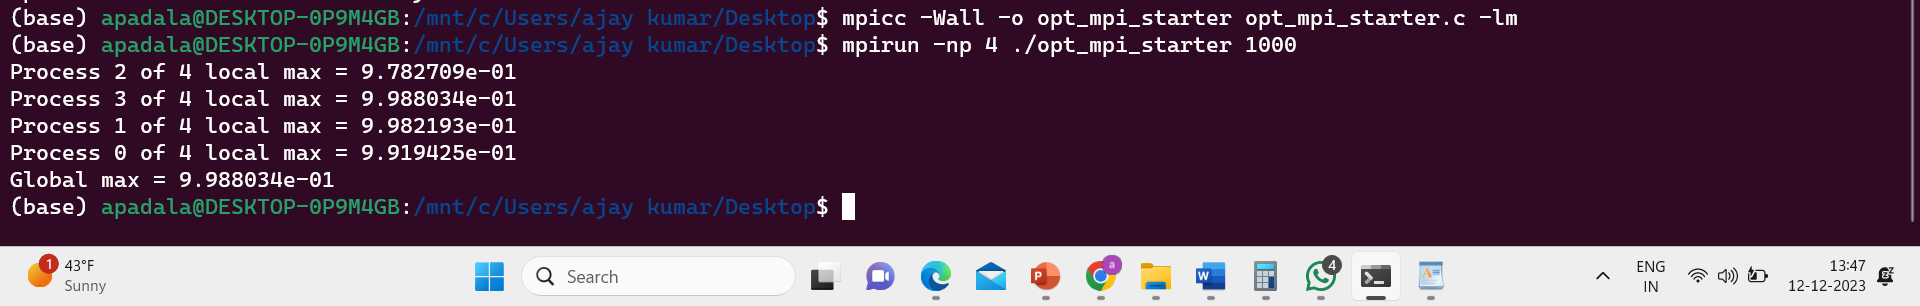 (base) apadala@DESKTOP-0P9M4GB:/mnt/c/Users/ajay kumar/Desktop$ mpicc -Wall -o opt_mpi_starter opt_mpi_starter.c -lm
(base) apadala@DESKTOP-0P9M4GB:/mnt/c/Users/ajay kumar/Desktop$ mpirun -np 4 ./opt_mpi_starter 1000
Process 2 of 4 local max = 9.782709e-01
Process 3 of 4 local max = 9.988034e-01
Process 1 of 4 local max = 9.982193e-01
Process 0 of 4 local max = 9.919425e-01
Global max = 9.988034e-01
(base) apadala@DESKTOP-0P9M4GB:/mnt/c/Users/ajay kumar/Desktop$
1
43°F
Sunny
Search
P
a
W
4
A
ENG
IN
13:47
12-12-2023